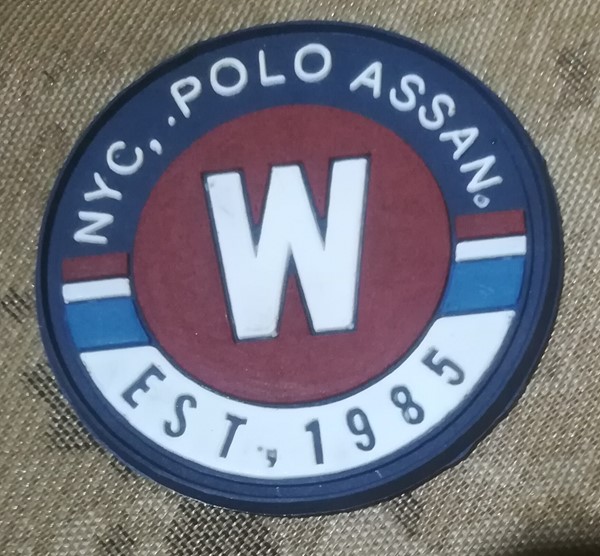 NYC, .POLO ASSAN.
W
EST., 1985